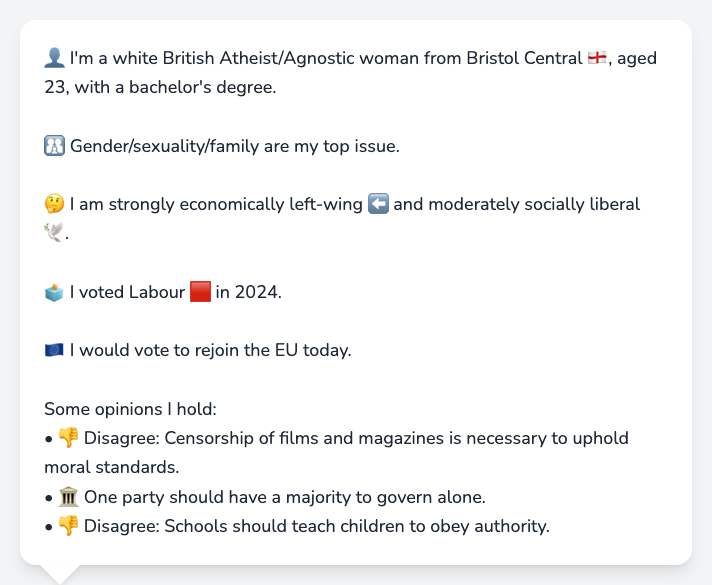 👤 I'm a white British Atheist/Agnostic woman from Bristol Central 🏴󠁧󠁢󠁥󠁮󠁧󠁿, aged
23, with a bachelor's degree.
🚻 Gender/sexuality/family are my top issue.
🤔 I am strongly economically left-wing ⬅️ and moderately socially liberal
🕊️.
🗳️ I voted Labour 🟥 in 2024.
🇪🇺 I would vote to rejoin the EU today.
Some opinions I hold:
• 👎 Disagree: Censorship of films and magazines is necessary to uphold
moral standards.
• 🏛️ One party should have a majority to govern alone.
• 👎 Disagree: Schools should teach children to obey authority.